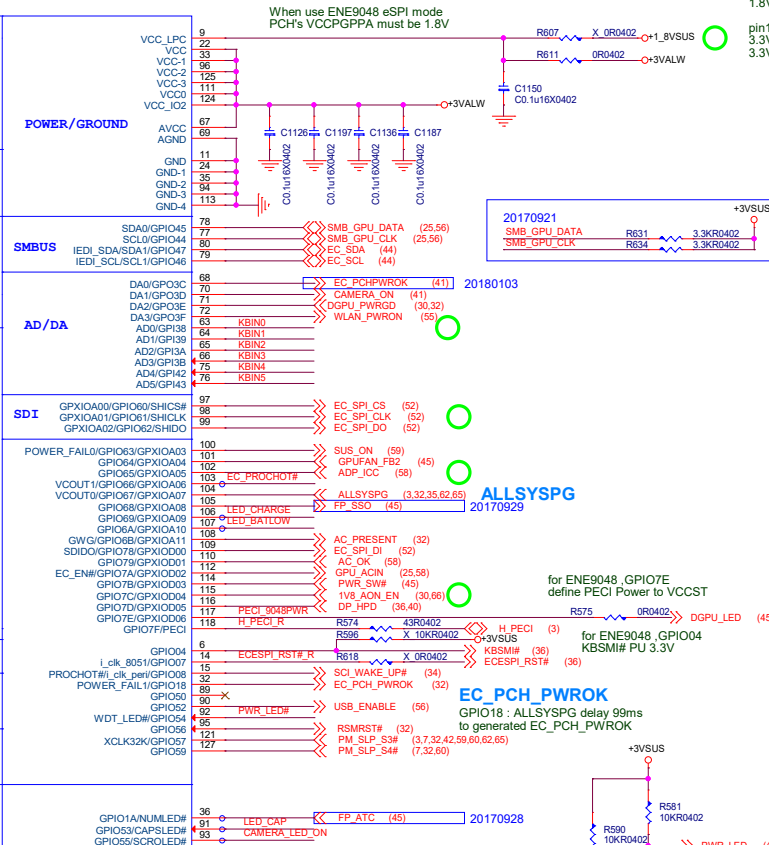 When use ENE9048 eSPI mode
PCH's VCCPGPPA must be 1.8V
1.8V
pin1
3.3V
3.3V
VCC_LPC 9
VCC 22
VCC-1 33
VCC-2 96
VCC-3 125
VCC0 111
VCC_IO2 124
AVCC 67
AGND 69
GND 11
GND-1 24
GND-2 35
GND-3 94
GND-4 113
POWER/GROUND
R607 X_0R0402 +1_8VSUS
R611 0R0402 +3VALW
C1150
C0.1u16X0402
+3VALW
C1126 C1197 C1136 C1187
C0.1u16X0402 C0.1u16X0402 C0.1u16X0402 C0.1u16X0402
20170921
+3VSUS
SMB_GPU_DATA R631 3.3KR0402
SMB_GPU_CLK R634 3.3KR0402
SMBUS
SDA0/GPIO45 78 SMB_GPU_DATA (25,56)
SCL0/GPIO44 77 SMB_GPU_CLK (25,56)
IEDI_SDA/SDA1/GPIO47 80 EC_SDA (44)
IEDI_SCL/SCL1/GPIO46 79 EC_SCL (44)
AD/DA
DA0/GPO3C 68 EC_PCHPWROK (41) 20180103
DA1/GPO3D 70 CAMERA_ON (41)
DA2/GPO3E 71 DGPU_PWRGD (30,32)
DA3/GPO3F 72 WLAN_PWRON (55)
AD0/GPI38 63 KBIN0
AD1/GPI39 64 KBIN1
AD2/GPI3A 65 KBIN2
AD3/GPI3B 66 KBIN3
AD4/GPI42 75 KBIN4
AD5/GPI43 76 KBIN5
SDI
GPXIOA00/GPIO60/SHICS# 97 EC_SPI_CS (52)
GPXIOA01/GPIO61/SHICLK 98 EC_SPI_CLK (52)
GPXIOA02/GPIO62/SHIDO 99 EC_SPI_DO (52)
POWER_FAIL0/GPIO63/GPXIOA03 100 SUS_ON (59)
GPIO64/GPXIOA04 101 GPUFAN_FB2 (45)
GPIO65/GPXIOA05 102 ADP_ICC (58)
VCOUT1/GPIO66/GPXIOA06 103 EC_PROCHOT#
VCOUT0/GPIO67/GPXIOA07 104 ALLSYSPG (3,32,35,62,65) ALLSYSPG
GPIO68/GPXIOA08 105 FP_SSO (45) 20170929
GPIO69/GPXIOA09 106 LED_CHARGE
GPIO6A/GPXIOA10 107 LED_BATLOW
GWG/GPIO6B/GPXIOA11 108 AC_PRESENT (32)
SDIDO/GPIO78/GPXIOD00 109 EC_SPI_DI (52)
GPIO79/GPXIOD01 110 AC_OK (58)
EC_EN#/GPIO7A/GPXIOD02 112 GPU_ACIN (25,58)
GPIO7B/GPXIOD03 114 PWR_SW# (45)
GPIO7C/GPXIOD04 115 1V8_AON_EN (30,66)
GPIO7D/GPXIOD05 116 DP_HPD (36,40)
GPIO7E/GPXIOD06 117 PECI_9048PWR
GPIO7F/PECI 118 H_PECI_R R574 43R0402 H_PECI (3)
for ENE9048 ,GPIO7E
define PECI Power to VCCST
R575 0R0402 DGPU_LED (45
R596 X_10KR0402 +3VSUS
for ENE9048 ,GPIO04
KBSMI# PU 3.3V
GPIO04 6 KBSMI# (36)
i_clk_8051/GPIO07 14 ECESPI_RST#_R R618 X_0R0402 ECESPI_RST# (36)
PROCHOT#/i_clk_peri/GPIO08 15 SCI_WAKE_UP# (34)
POWER_FAIL1/GPIO18 32 EC_PCH_PWROK (32)
GPIO50 89
GPIO52 90 USB_ENABLE (56)
WDT_LED#/GPIO54 92 PWR_LED#
GPIO56 95 RSMRST# (32)
XCLK32K/GPIO57 121 PM_SLP_S3# (3,7,32,42,59,60,62,65)
GPIO59 127 PM_SLP_S4# (7,32,60)
EC_PCH_PWROK
GPIO18 : ALLSYSPG delay 99ms
to generated EC_PCH_PWROK
+3VSUS
R581
10KR0402
R590
10KR0402
GPIO1A/NUMLED# 36 FP_ATC (45) 20170928
GPIO53/CAPSLED# 91 LED_CAP
GPIO55/SCROLED# 93 CAMERA_LED_ON